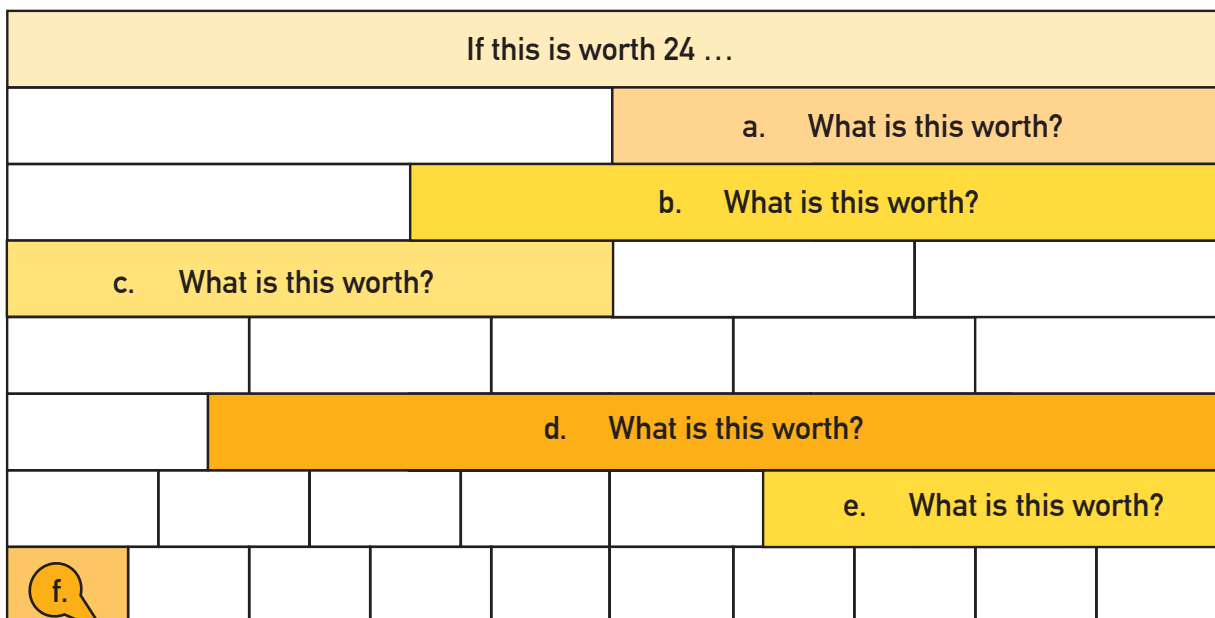 If this is worth 24 …
a. What is this worth?
b. What is this worth?
c. What is this worth?
d. What is this worth?
e. What is this worth?
f.